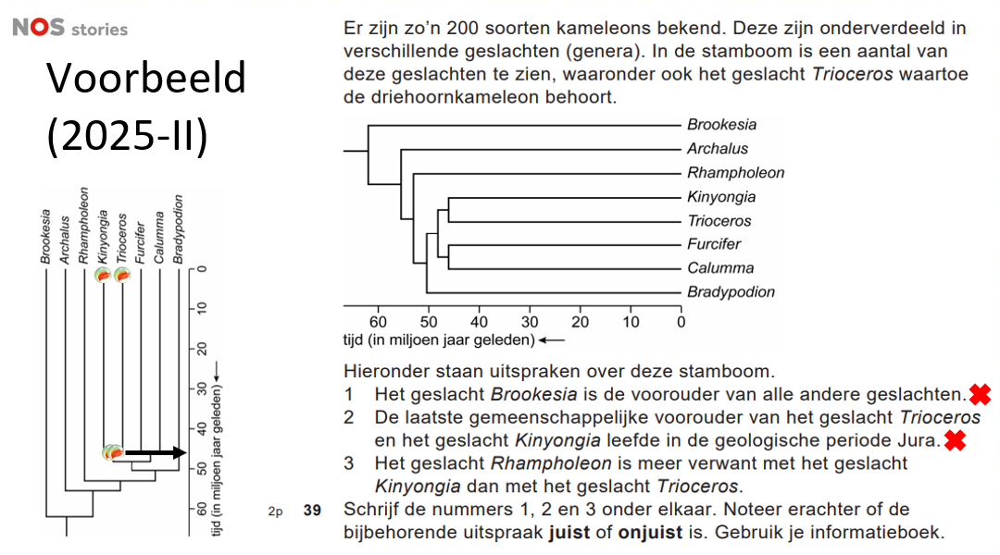 NOS stories
Voorbeeld
(2025-II)
Brookesia
Archalus
Rhampholeon
Kinyongia
Trioceros
Furcifer
Calumma
Bradypodion
0
10
20
30
40
50
60
tijd (in miljoen jaar geleden)
Er zijn zo’n 200 soorten kameleons bekend. Deze zijn onderverdeeld in
verschillende geslachten (genera). In de stamboom is een aantal van
deze geslachten te zien, waaronder ook het geslacht Trioceros waartoe
de driehoornkameleon behoort.
Brookesia
Archalus
Rhampholeon
Kinyongia
Trioceros
Furcifer
Calumma
Bradypodion
60 50 40 30 20 10 0
tijd (in miljoen jaar geleden)
Hieronder staan uitspraken over deze stamboom.
1 Het geslacht Brookesia is de voorouder van alle andere geslachten.
2 De laatste gemeenschappelijke voorouder van het geslacht Trioceros
en het geslacht Kinyongia leefde in de geologische periode Jura.
3 Het geslacht Rhampholeon is meer verwant met het geslacht
Kinyongia dan met het geslacht Trioceros.
2p 39 Schrijf de nummers 1, 2 en 3 onder elkaar. Noteer erachter of de
bijbehorende uitspraak juist of onjuist is. Gebruik je informatieboek.